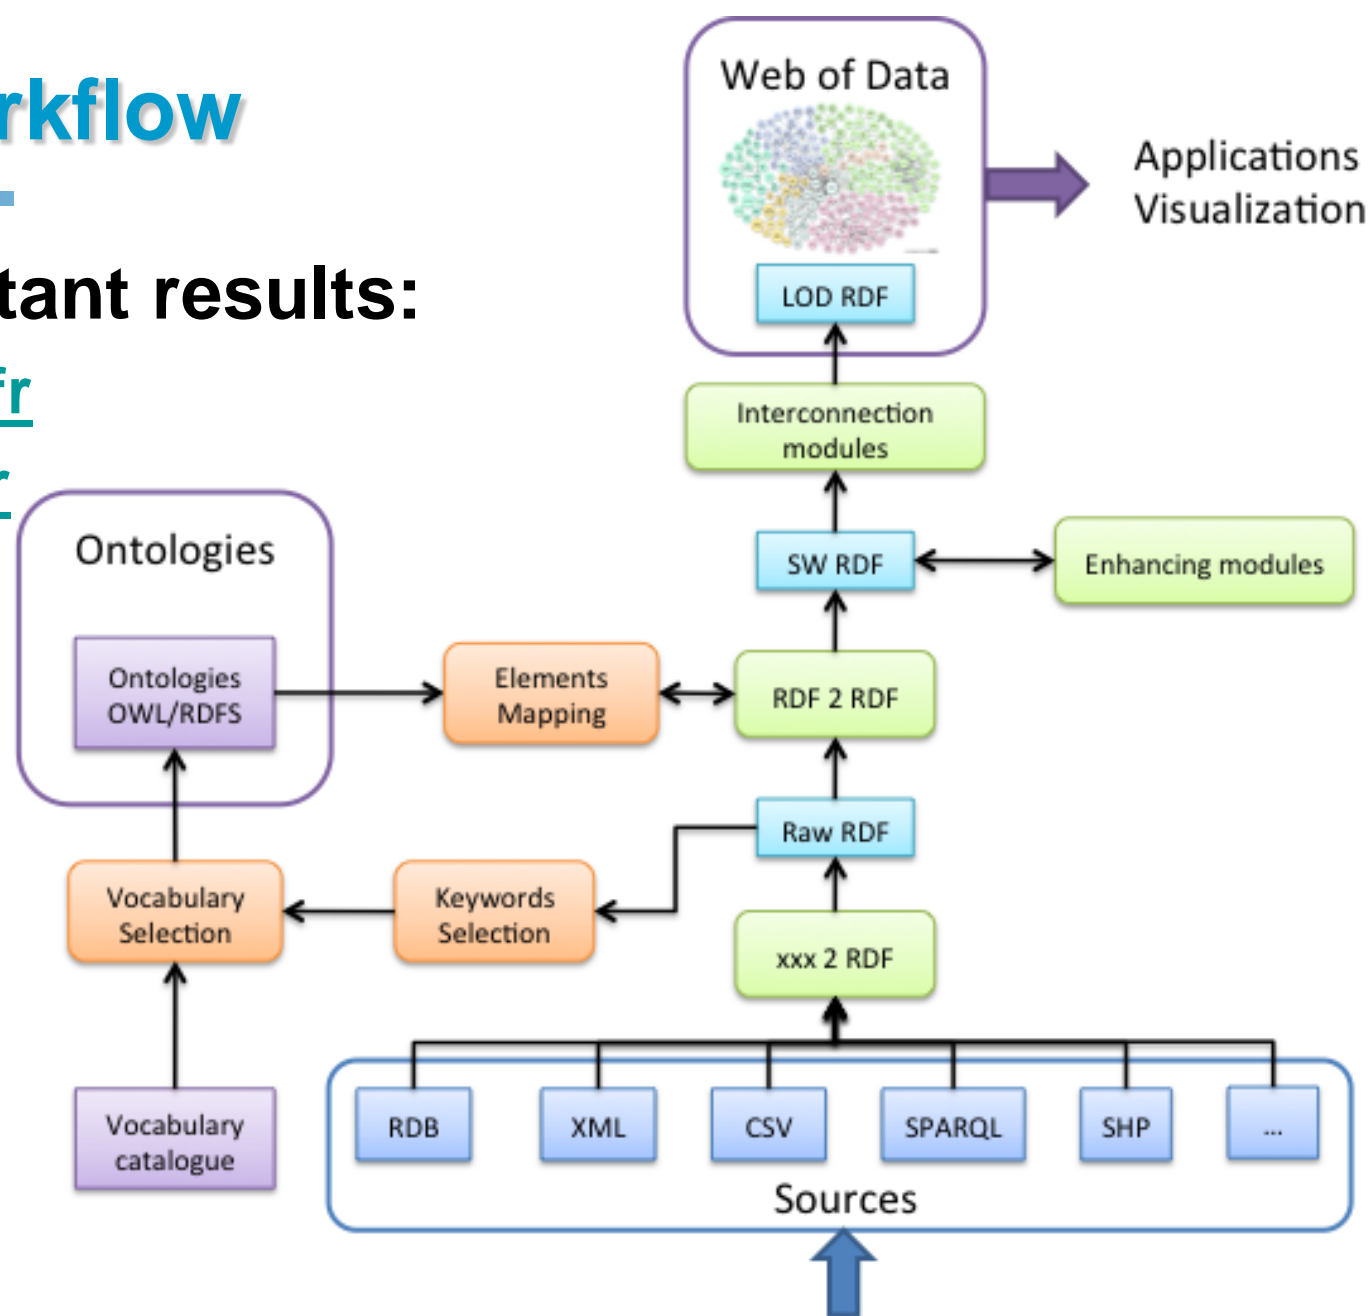 rkflow
tant results:
fr
r
Web of Data
LOD RDF
Applications
Visualization
Interconnection
modules
SW RDF
Enhancing modules
Ontologies
Ontologies
OWL/RDFS
Elements
Mapping
RDF 2 RDF
Raw RDF
Vocabulary
Selection
Keywords
Selection
xxx 2 RDF
Vocabulary
catalogue
RDB
XML
CSV
SPARQL
SHP
...
Sources